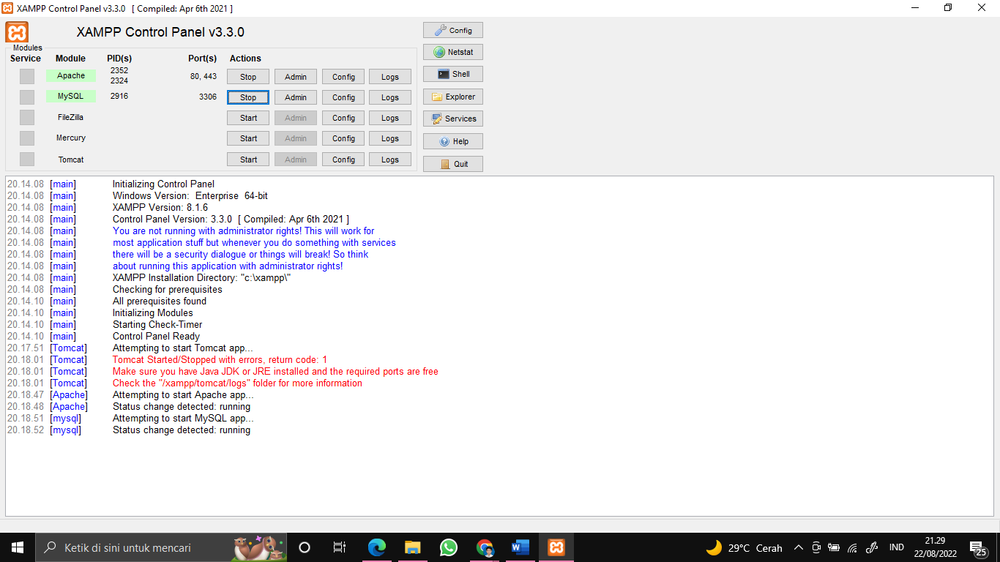 XAMPP Control Panel v3.3.0 [ Compiled: Apr 6th 2021 ]
XAMPP Control Panel v3.3.0
Config
Modules
Service Module PID(s) Port(s) Actions
Netstat
Apache 2352 2324 80, 443 Stop Admin Config Logs
Shell
MySQL 2916 3306 Stop Admin Config Logs
Explorer
FileZilla Start Admin Config Logs
Services
Mercury Start Admin Config Logs
Help
Tomcat Start Admin Config Logs
Quit
20.14.08 [main] Initializing Control Panel
20.14.08 [main] Windows Version: Enterprise 64-bit
20.14.08 [main] XAMPP Version: 8.1.6
20.14.08 [main] Control Panel Version: 3.3.0 [ Compiled: Apr 6th 2021 ]
20.14.08 [main] You are not running with administrator rights! This will work for
20.14.08 [main] most application stuff but whenever you do something with services
20.14.08 [main] there will be a security dialogue or things will break! So think
20.14.08 [main] about running this application with administrator rights!
20.14.08 [main] XAMPP Installation Directory: "c:\xampp\"
20.14.08 [main] Checking for prerequisites
20.14.10 [main] All prerequisites found
20.14.10 [main] Initializing Modules
20.14.10 [main] Starting Check-Timer
20.14.10 [main] Control Panel Ready
20.17.51 [Tomcat] Attempting to start Tomcat app...
20.18.01 [Tomcat] Tomcat Started/Stopped with errors, return code: 1
20.18.01 [Tomcat] Make sure you have Java JDK or JRE installed and the required ports are free
20.18.01 [Tomcat] Check the "/xampp/tomcat/logs" folder for more information
20.18.47 [Apache] Attempting to start Apache app...
20.18.48 [Apache] Status change detected: running
20.18.51 [mysql] Attempting to start MySQL app...
20.18.52 [mysql] Status change detected: running
Ketik di sini untuk mencari
29°C Cerah
IND
21.29
22/08/2022
25